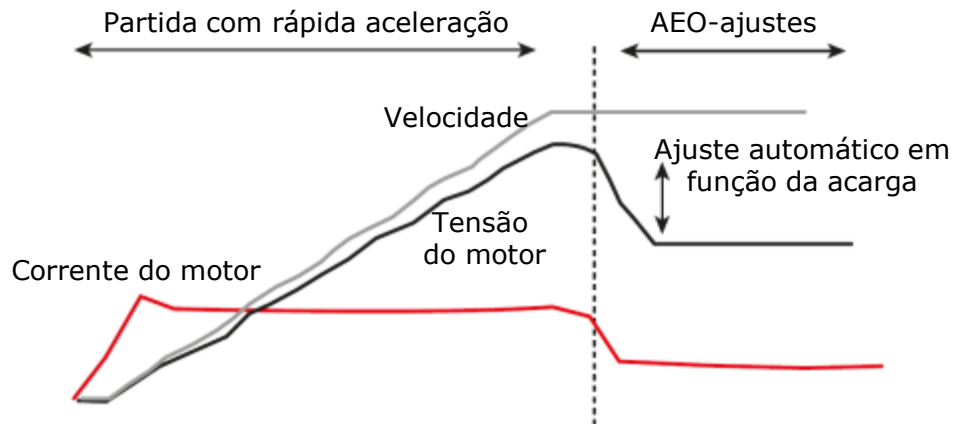 Partida com rápida aceleração
AEO-ajustes
Velocidade
Ajuste automático em
função da acarga
Tensão
do motor
Corrente do motor